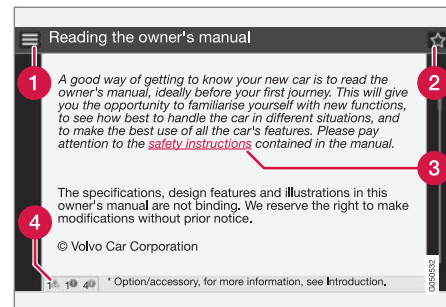 Reading the owner's manual
1
2
A good way of getting to know your new car is to read the
owner's manual, ideally before your first journey. This will give
you the opportunity to familiarise yourself with new functions,
to see how best to handle the car in different situations, and
to make the best use of all the car's features. Please pay
attention to the safety instructions contained in the manual.
3
The specifications, design features and illustrations in this
owner's manual are not binding. We reserve the right to make
modifications without prior notice.
4
© Volvo Car Corporation
1 1 4 * Option/accessory, for more information, see Introduction.
G050532